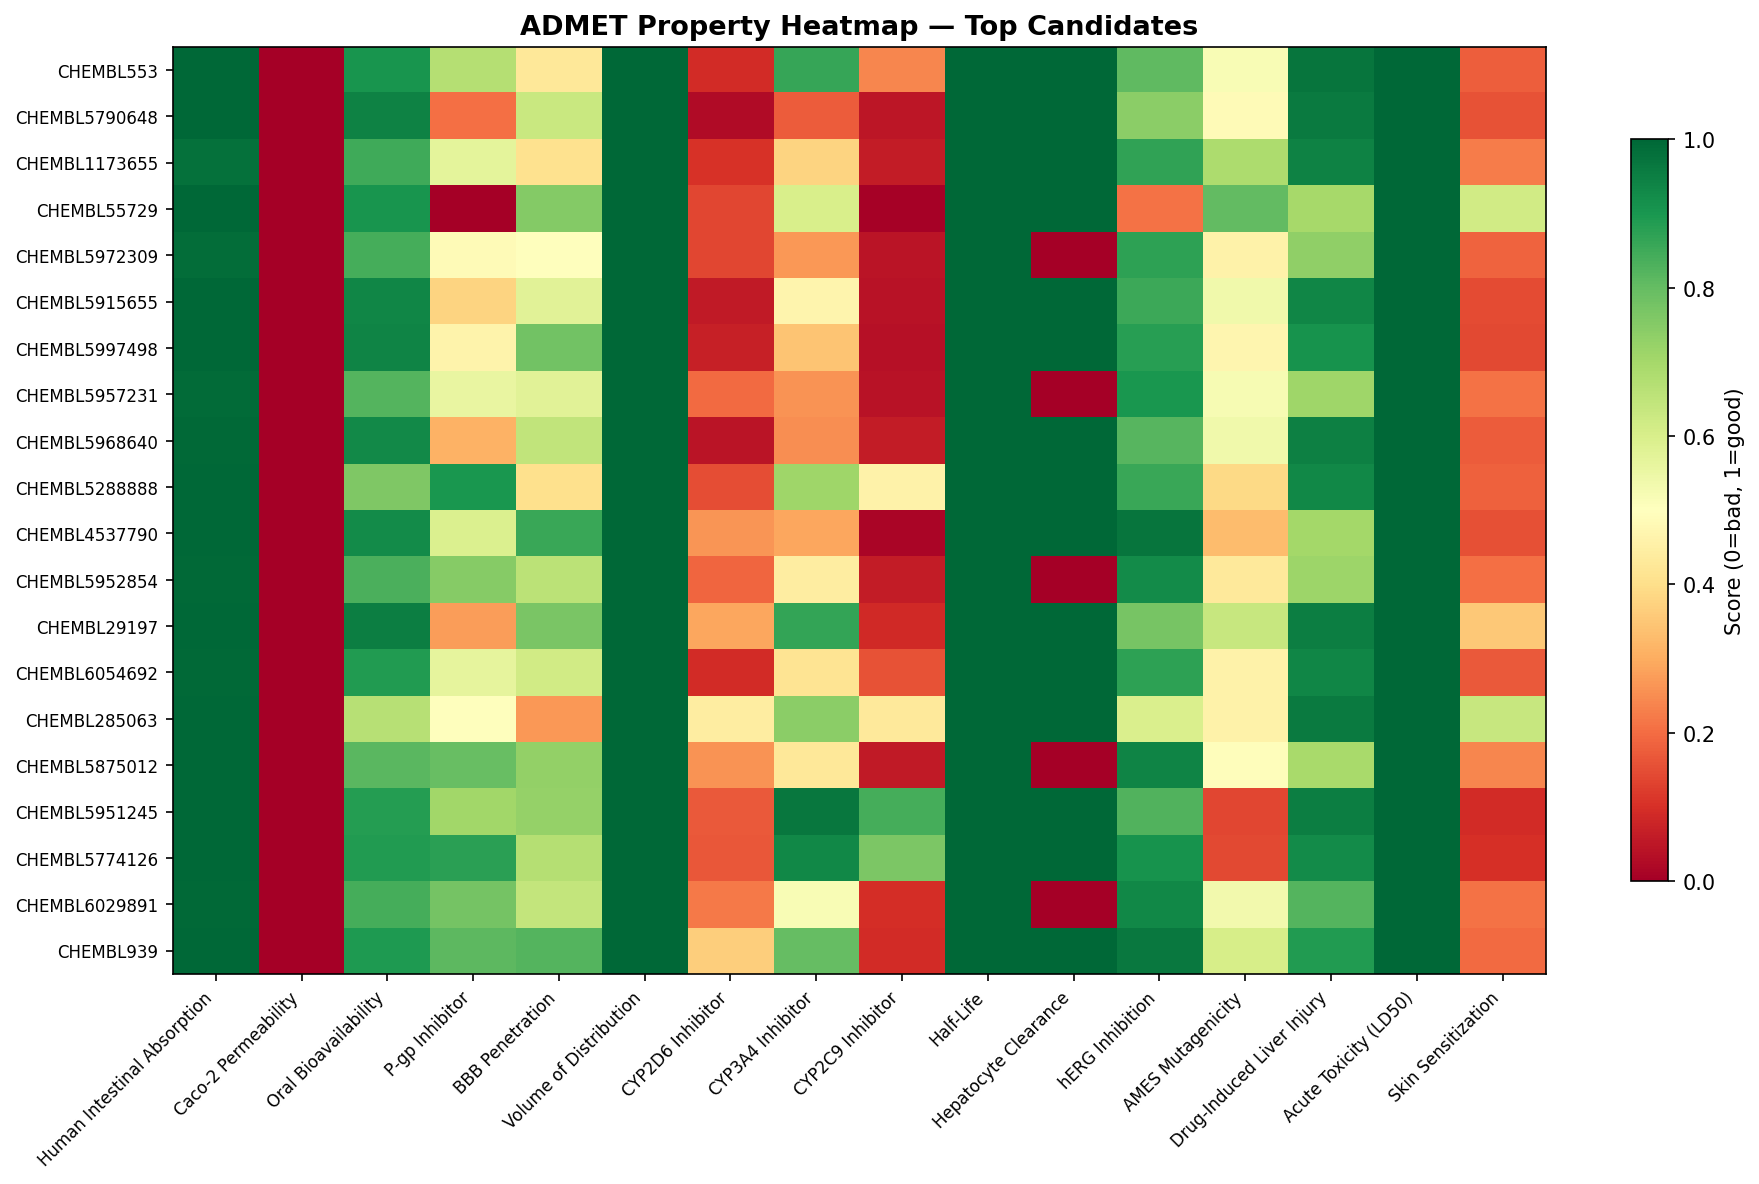 ADMET Property Heatmap — Top Candidates
CHEMBL553
CHEMBL5790648
CHEMBL1173655
CHEMBL55729
CHEMBL5972309
CHEMBL5915655
CHEMBL5997498
CHEMBL5957231
CHEMBL5968640
CHEMBL5288888
CHEMBL4537790
CHEMBL5952854
CHEMBL29197
CHEMBL6054692
CHEMBL285063
CHEMBL5875012
CHEMBL5951245
CHEMBL5774126
CHEMBL6029891
CHEMBL939
Human Intestinal Absorption
Caco-2 Permeability
Oral Bioavailability
P-gp Inhibitor
BBB Penetration
Volume of Distribution
CYP2D6 Inhibitor
CYP3A4 Inhibitor
CYP2C9 Inhibitor
Half-Life
Hepatocyte Clearance
hERG Inhibition
AMES Mutagenicity
Drug-Induced Liver Injury
Acute Toxicity (LD50)
Skin Sensitization
1.0
0.8
0.6
0.4
0.2
0.0
Score (0=bad, 1=good)